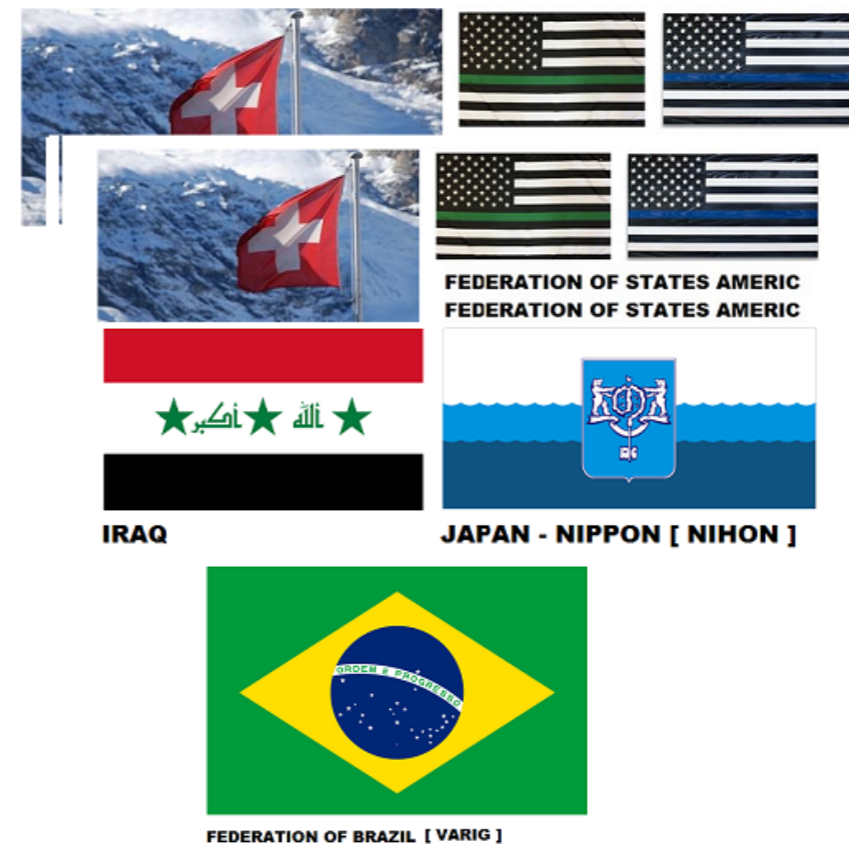 FEDERATION OF STATES AMERIC
FEDERATION OF STATES AMERIC
الله أكبر
IRAQ
JAPAN - NIPPON [ NIHON ]
ORDEM E PROGRESSO
FEDERATION OF BRAZIL [ VARIG ]